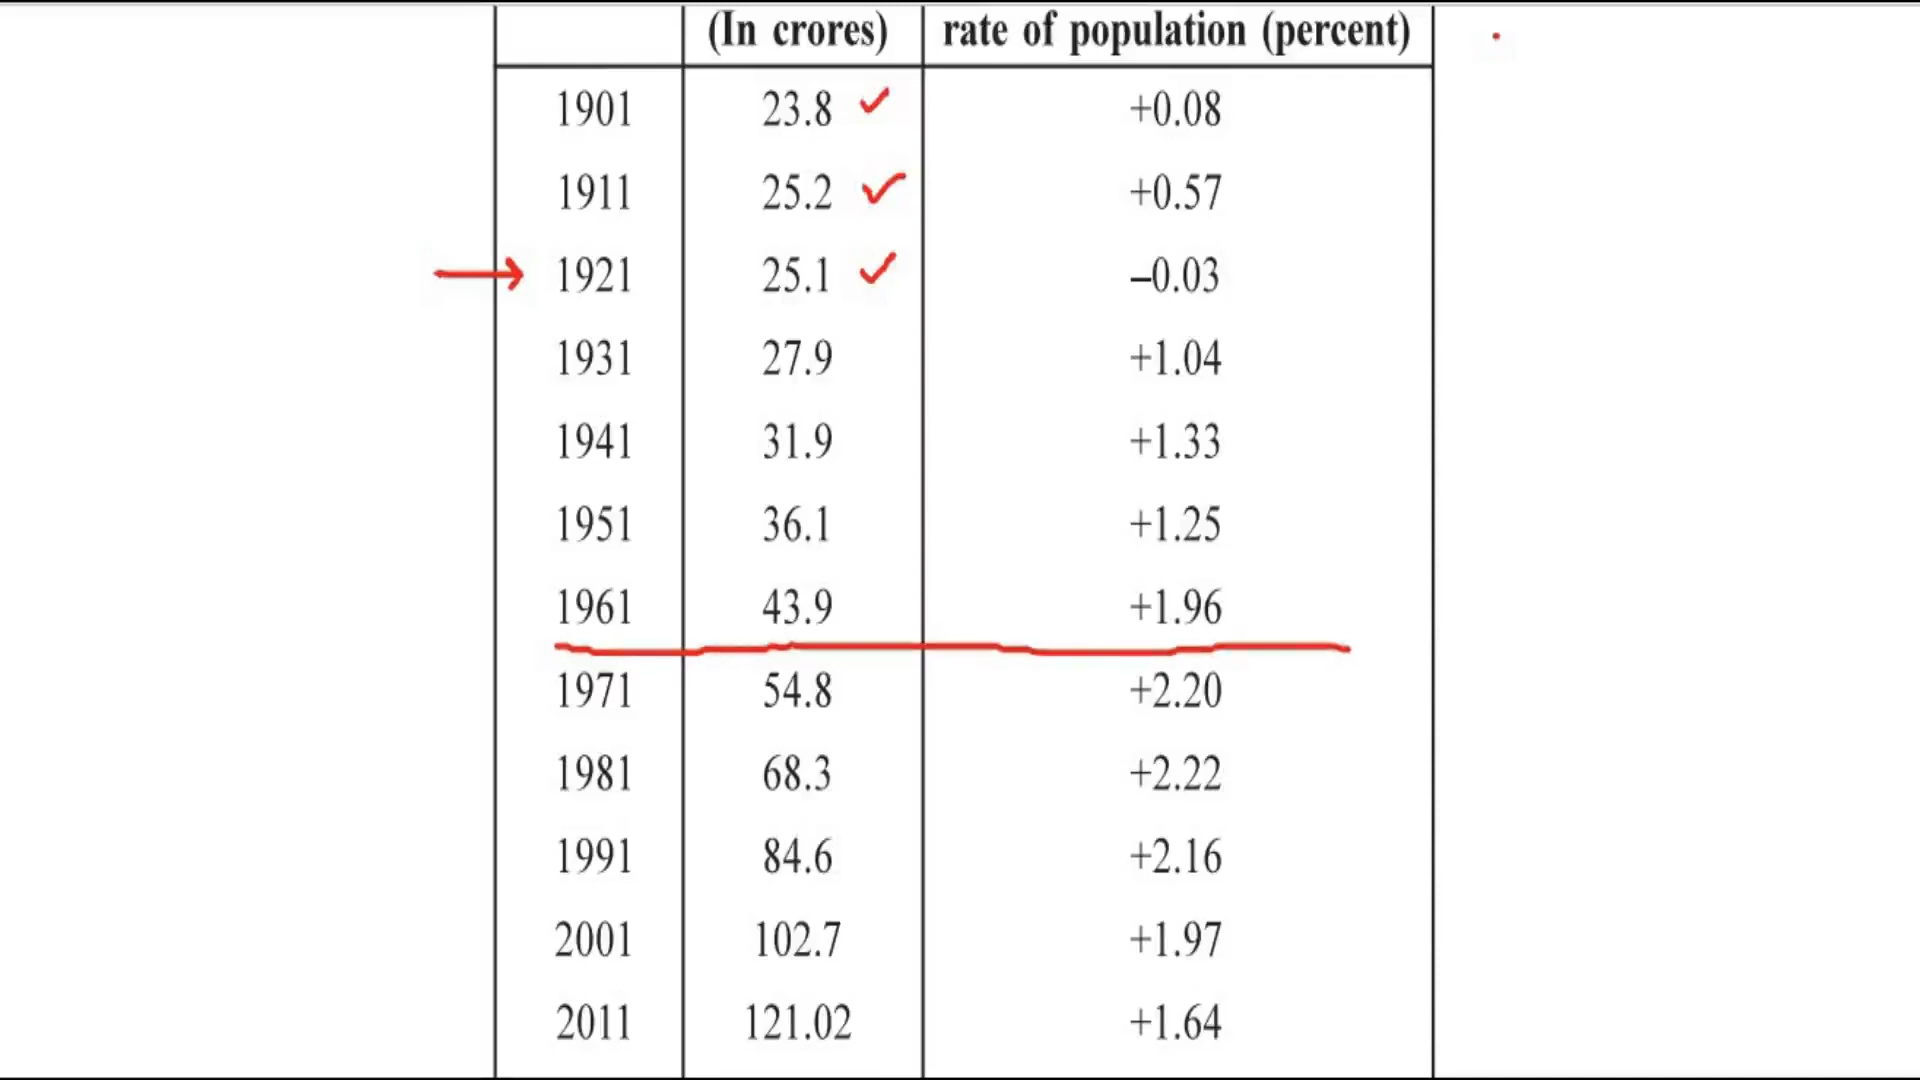 (In crores) rate of population (percent)
1901 23.8 +0.08
1911 25.2 +0.57
1921 25.1 –0.03
1931 27.9 +1.04
1941 31.9 +1.33
1951 36.1 +1.25
1961 43.9 +1.96
1971 54.8 +2.20
1981 68.3 +2.22
1991 84.6 +2.16
2001 102.7 +1.97
2011 121.02 +1.64